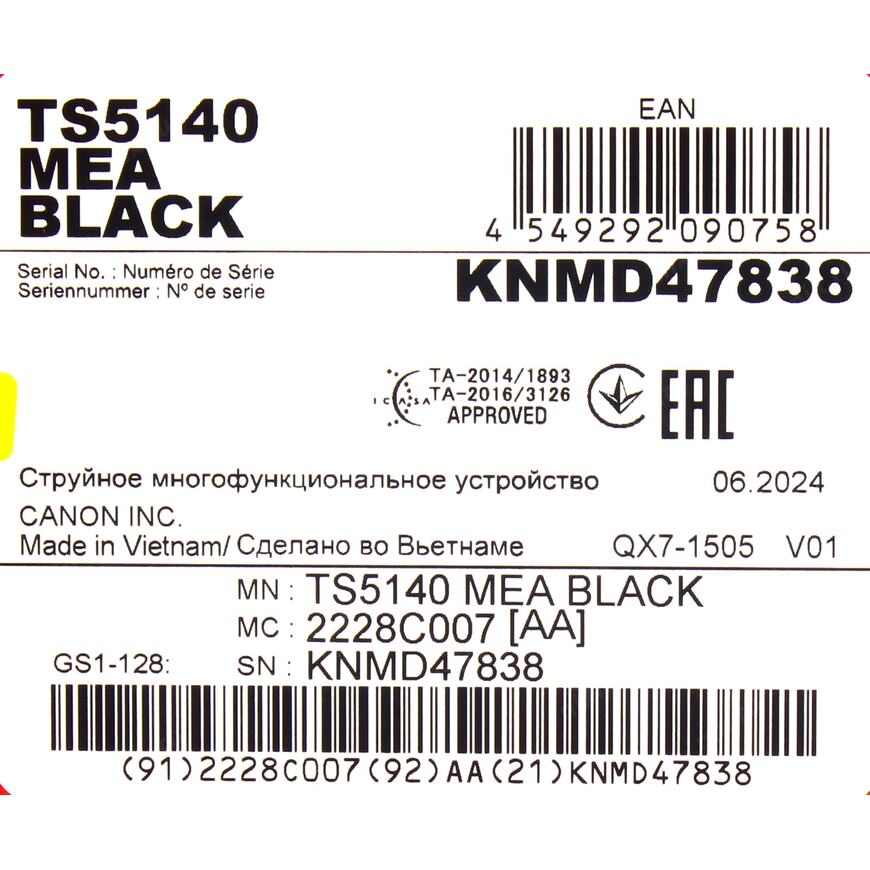 TS5140
MEA
BLACK
EAN
4 549292 090758
Serial No. : Numéro de Série
Seriennummer : Nº de serie
KNMD47838
TA-2014/1893
ICASA TA-2016/3126
APPROVED
EAC
Струйное многофункциональное устройство 06.2024
CANON INC.
Made in Vietnam/ Сделано во Вьетнаме QX7-1505 V01
MN : TS5140 MEA BLACK
MC : 2228C007 [AA]
GS1-128: SN : KNMD47838
(91)2228C007(92)AA(21)KNMD47838